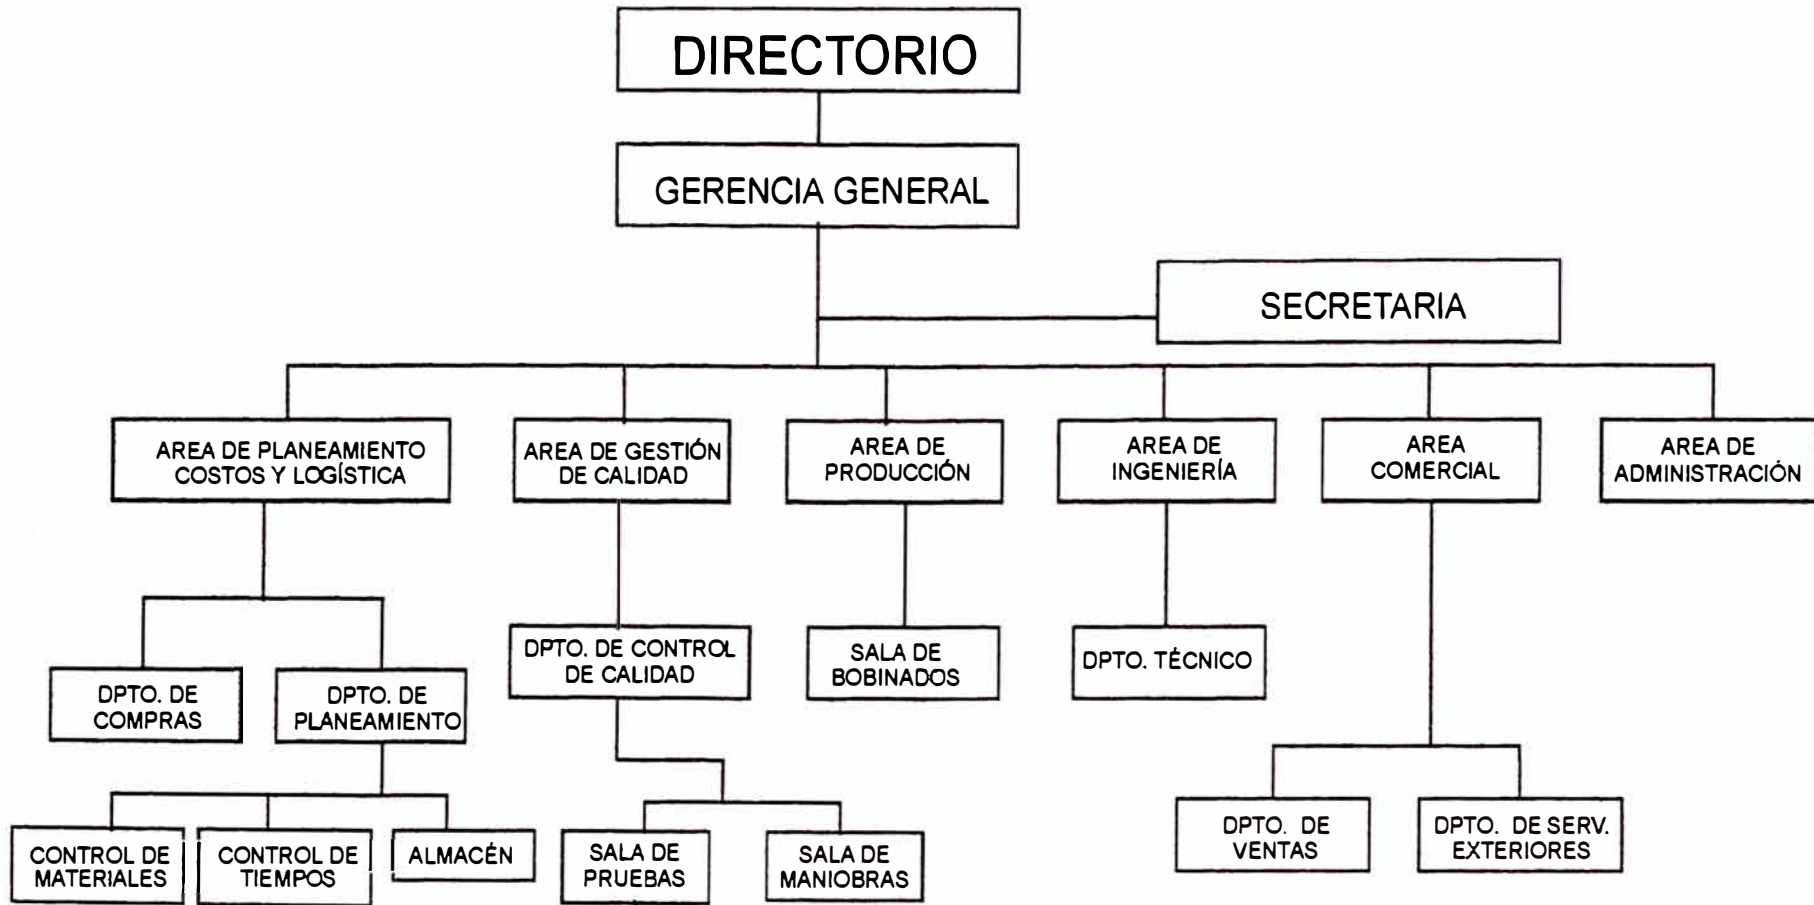 DIRECTORIO
GERENCIA GENERAL
SECRETARIA
AREA DE PLANEAMIENTO
COSTOS Y LOGÍSTICA
AREA DE GESTIÓN
DE CALIDAD
AREA DE
PRODUCCIÓN
AREA DE
INGENIERÍA
AREA
COMERCIAL
AREA DE
ADMINISTRACIÓN
DPTO. DE
COMPRAS
DPTO. DE
PLANEAMIENTO
DPTO. DE CONTROL
DE CALIDAD
SALA DE
BOBINADOS
DPTO. TÉCNICO
CONTROL DE
MATERIALES
CONTROL DE
TIEMPOS
ALMACÉN
SALA DE
PRUEBAS
SALA DE
MANIOBRAS
DPTO. DE
VENTAS
DPTO. DE SERV.
EXTERIORES